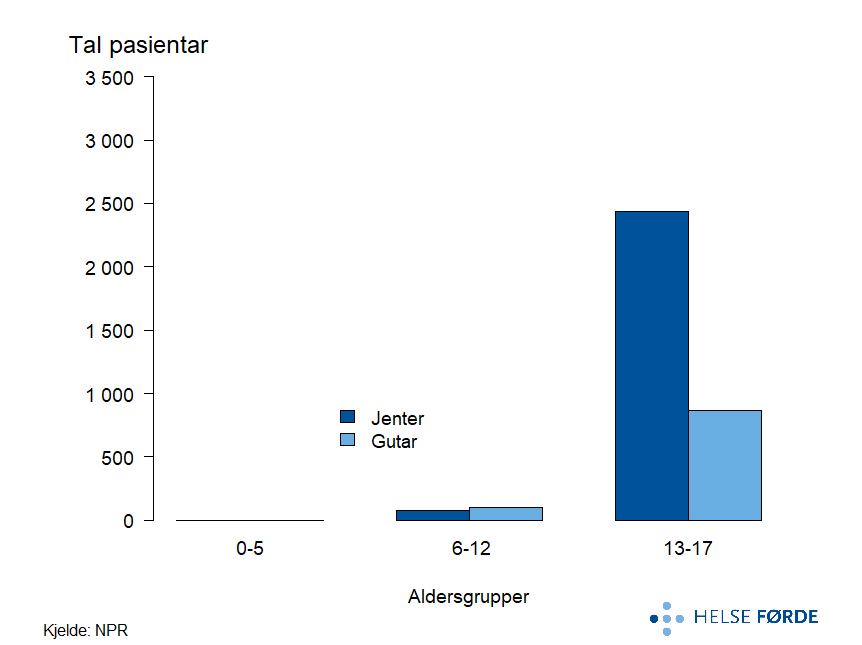 Tal pasientar
3 500
3 000
2 500
2 000
1 500
1 000
500
0
Jenter
Gutar
0-5
6-12
13-17
Aldersgrupper
HELSE FØRDE
Kjelde: NPR